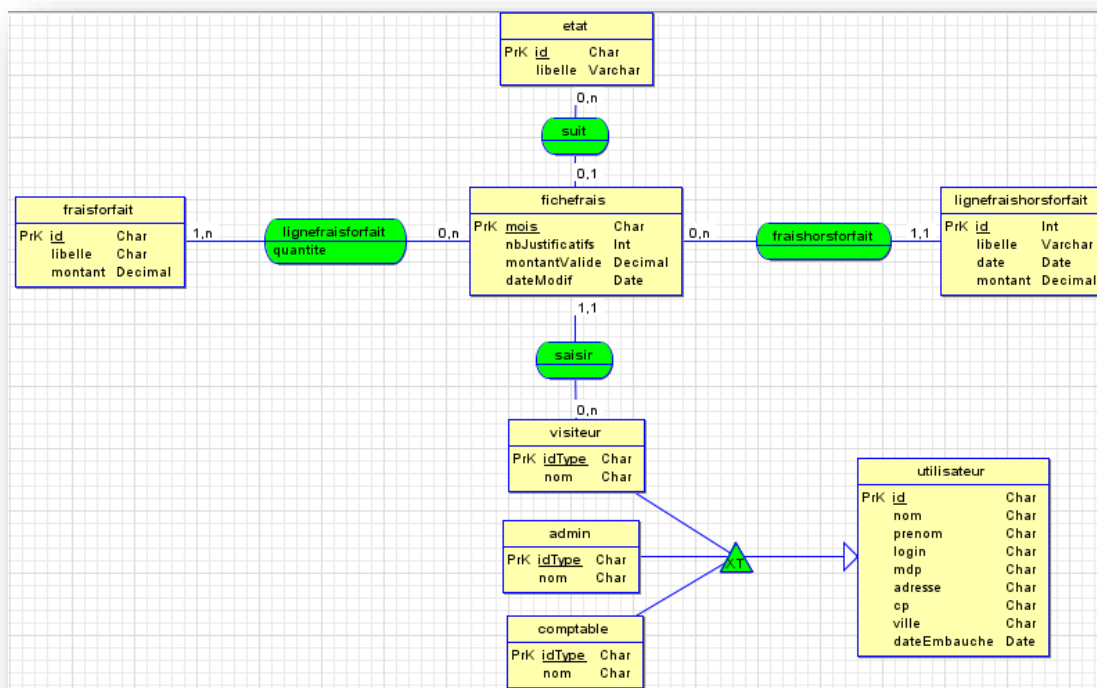 etat
PrK id Char
libelle Varchar
0,n
suit
0,1
fraisforfait
PrK id Char
libelle Char
montant Decimal
1,n
lignefraisforfait
quantite
0,n
fichefrais
PrK mois Char
nbJustificatifs Int
montantValide Decimal
dateModif Date
0,n
fraishorsforfait
1,1
lignefraishorsforfait
PrK id Int
libelle Varchar
date Date
montant Decimal
1,1
saisir
0,n
visiteur
PrK idType Char
nom Char
admin
PrK idType Char
nom Char
comptable
PrK idType Char
nom Char
XT
utilisateur
PrK id Char
nom Char
prenom Char
login Char
mdp Char
adresse Char
cp Char
ville Char
dateEmbauche Date